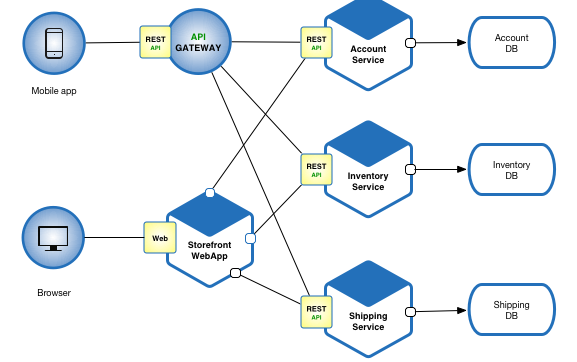 REST
API
API
GATEWAY
REST
API
Account
Service
Account
DB
Mobile app
REST
API
Inventory
Service
Inventory
DB
Web
Storefront
WebApp
Browser
REST
API
Shipping
Service
Shipping
DB